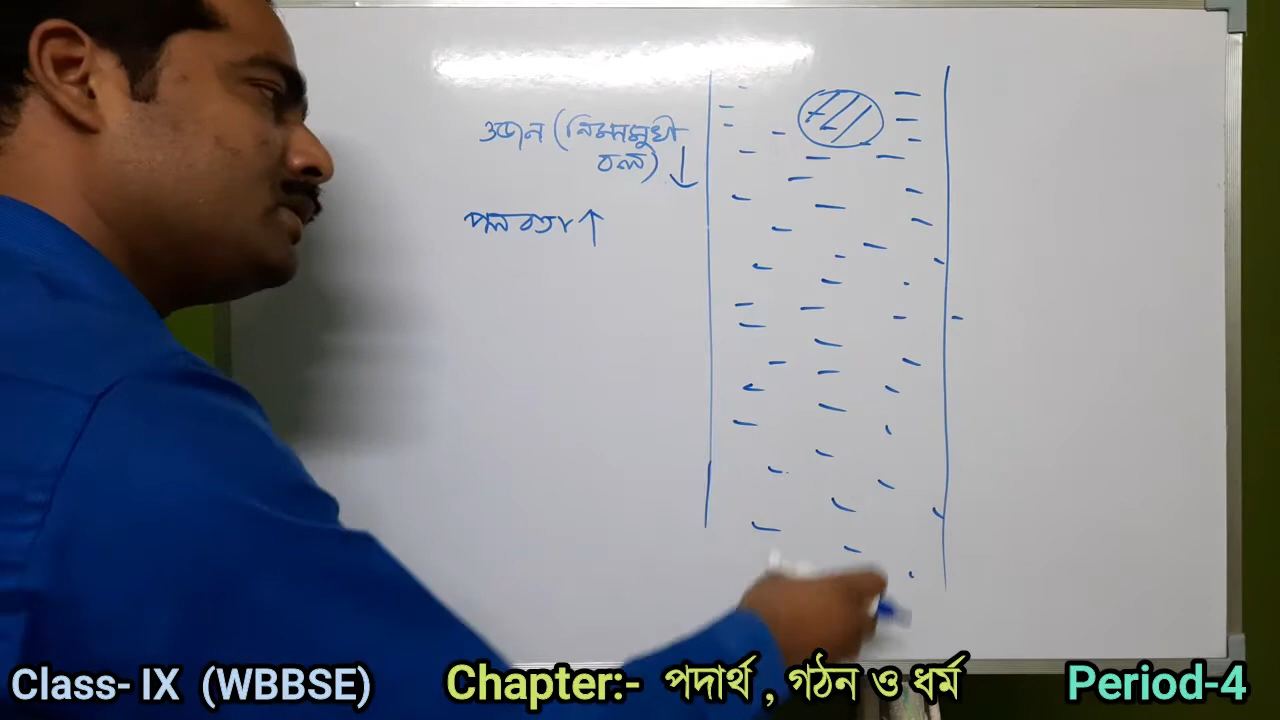 ওজন (নিম্নমুখী
বল) ↓
প্লবতা ↑
Class- IX (WBBSE)
Chapter:- পদার্থ , গঠন ও ধর্ম
Period-4